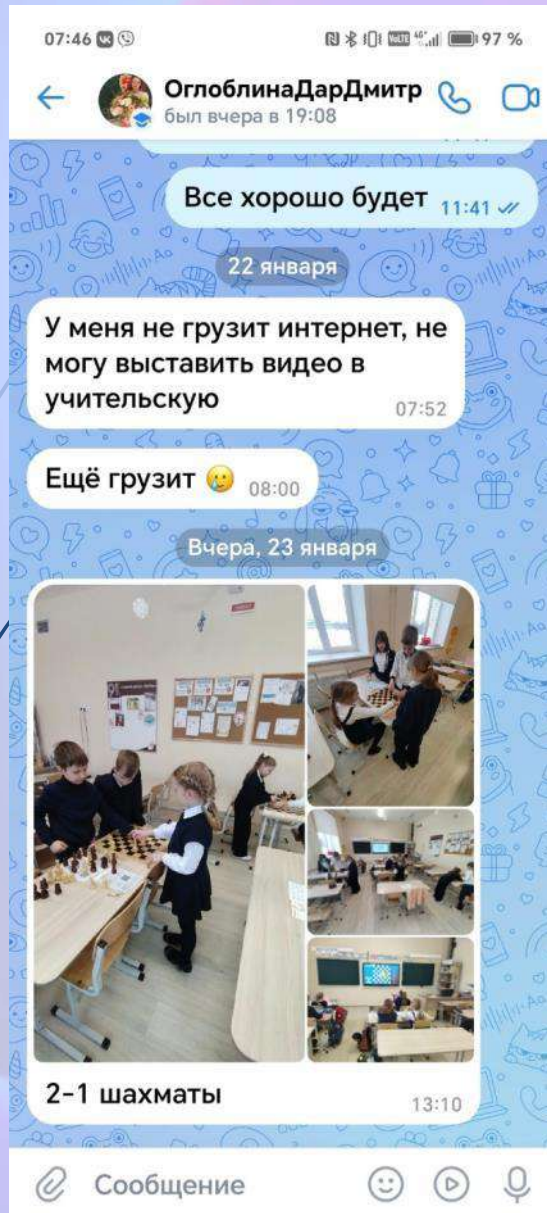 07:46
97 %
ОглоблинаДарДмитр
был вчера в 19:08
Все хорошо будет 11:41
22 января
У меня не грузит интернет, не
могу выставить видео в
учительскую 07:52
Ещё грузит 🥲 08:00
Вчера, 23 января
2-1 шахматы 13:10
Сообщение